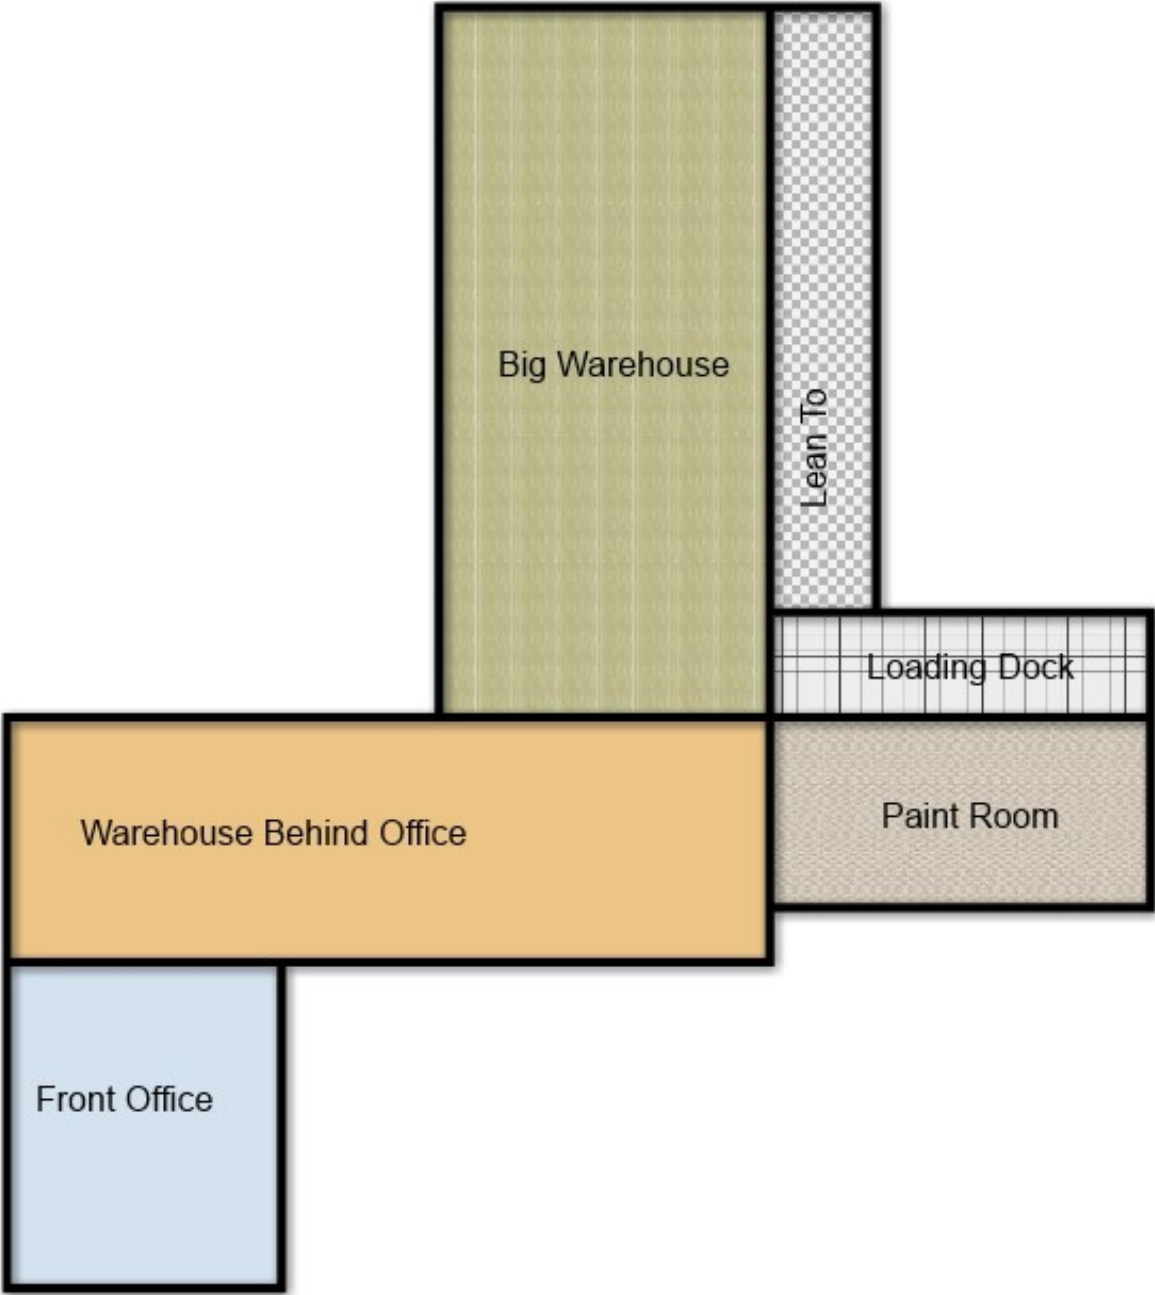 Big Warehouse
Lean To
Loading Dock
Paint Room
Warehouse Behind Office
Front Office